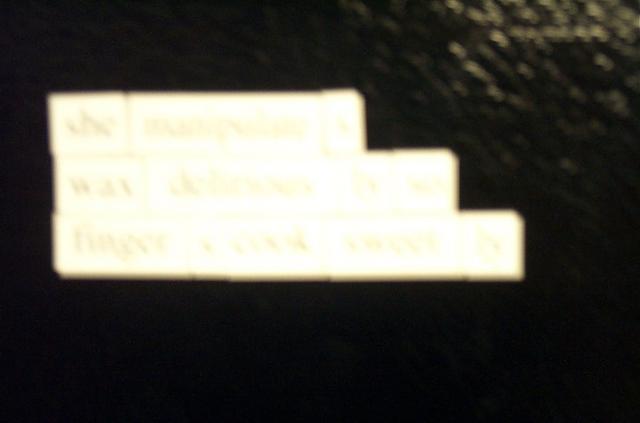 she manipulate s
wax delirious ly so
finger s cook sweet ly